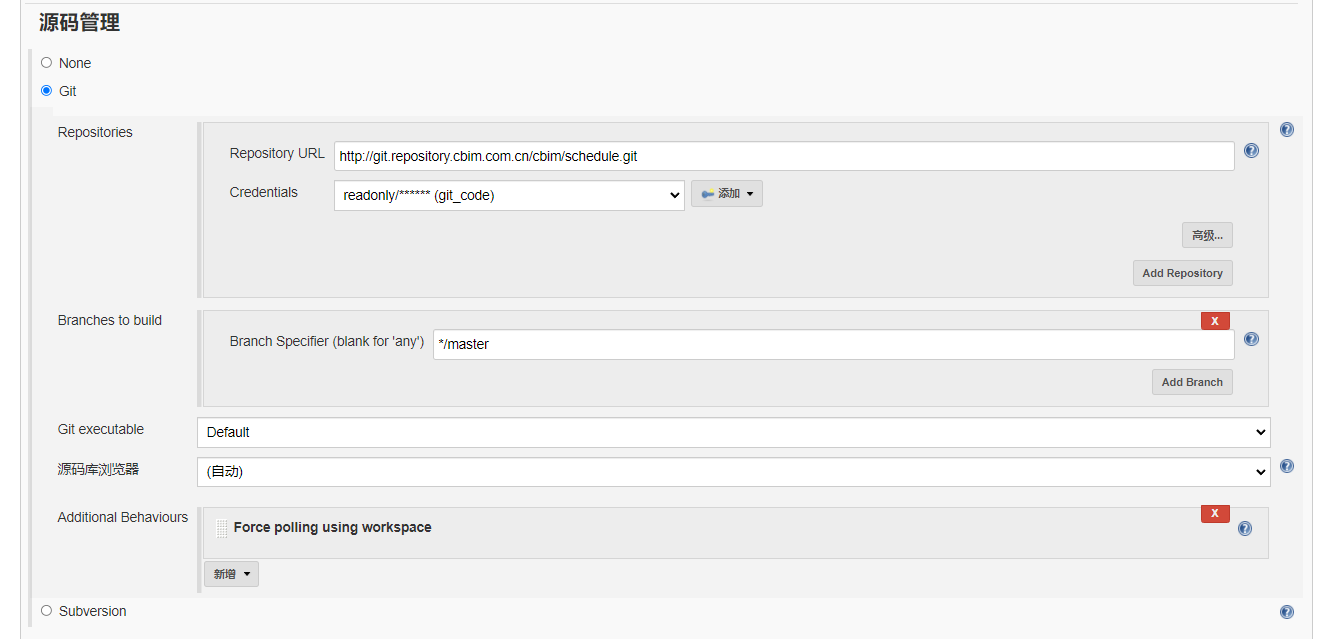 源码管理
None
Git
Repositories
Repository URL http://git.repository.cbim.com.cn/cbim/schedule.git
Credentials readonly/****** (git_code) 添加
高级...
Add Repository
Branches to build
X
Branch Specifier (blank for 'any') */master
Add Branch
Git executable Default
源码库浏览器 (自动)
Additional Behaviours
X
Force polling using workspace
新增
Subversion